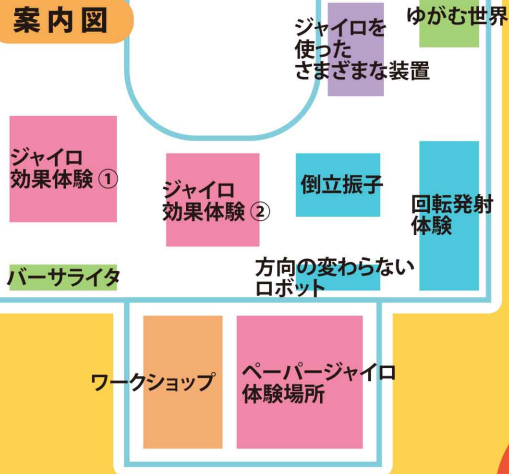 案内図
ジャイロを
使った
さまざまな装置
ゆがむ世界
ジャイロ
効果体験①
ジャイロ
効果体験②
倒立振子
回転発射
体験
バーサライタ
方向の変わらない
ロボット
ワークショップ
ペーパージャイロ
体験場所